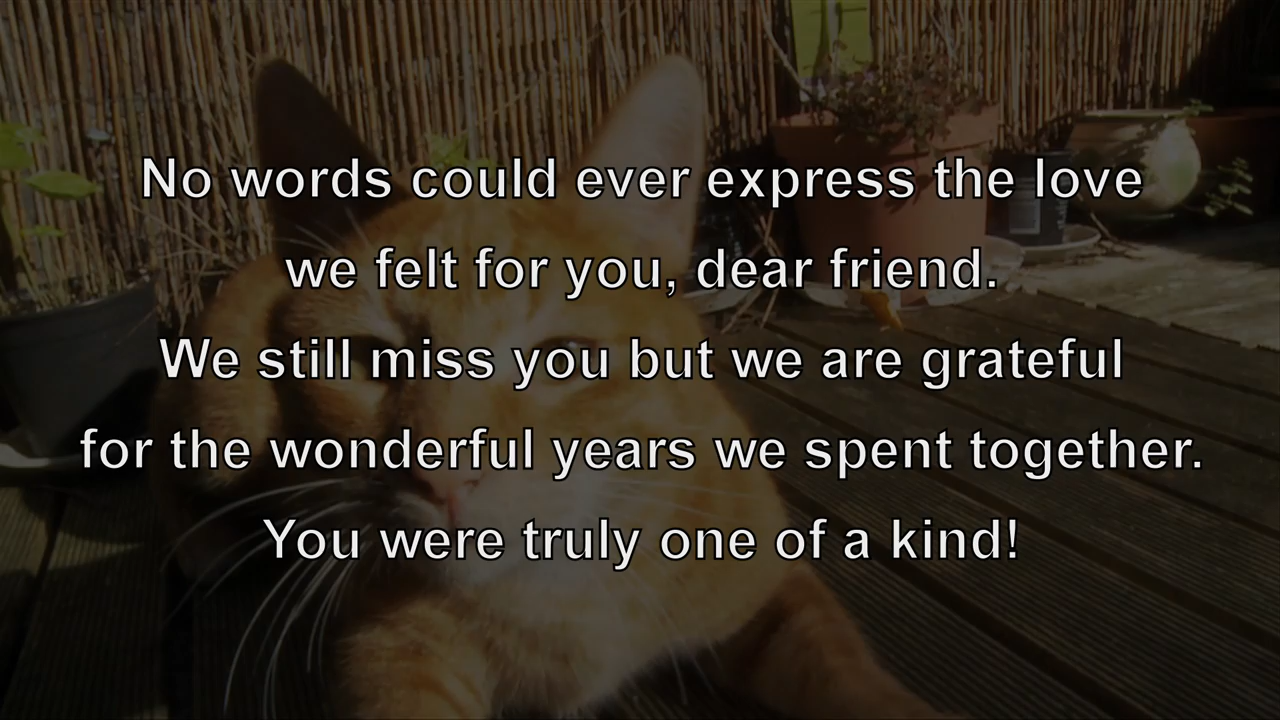 No words could ever express the love
we felt for you, dear friend.
We still miss you but we are grateful
for the wonderful years we spent together.
You were truly one of a kind!